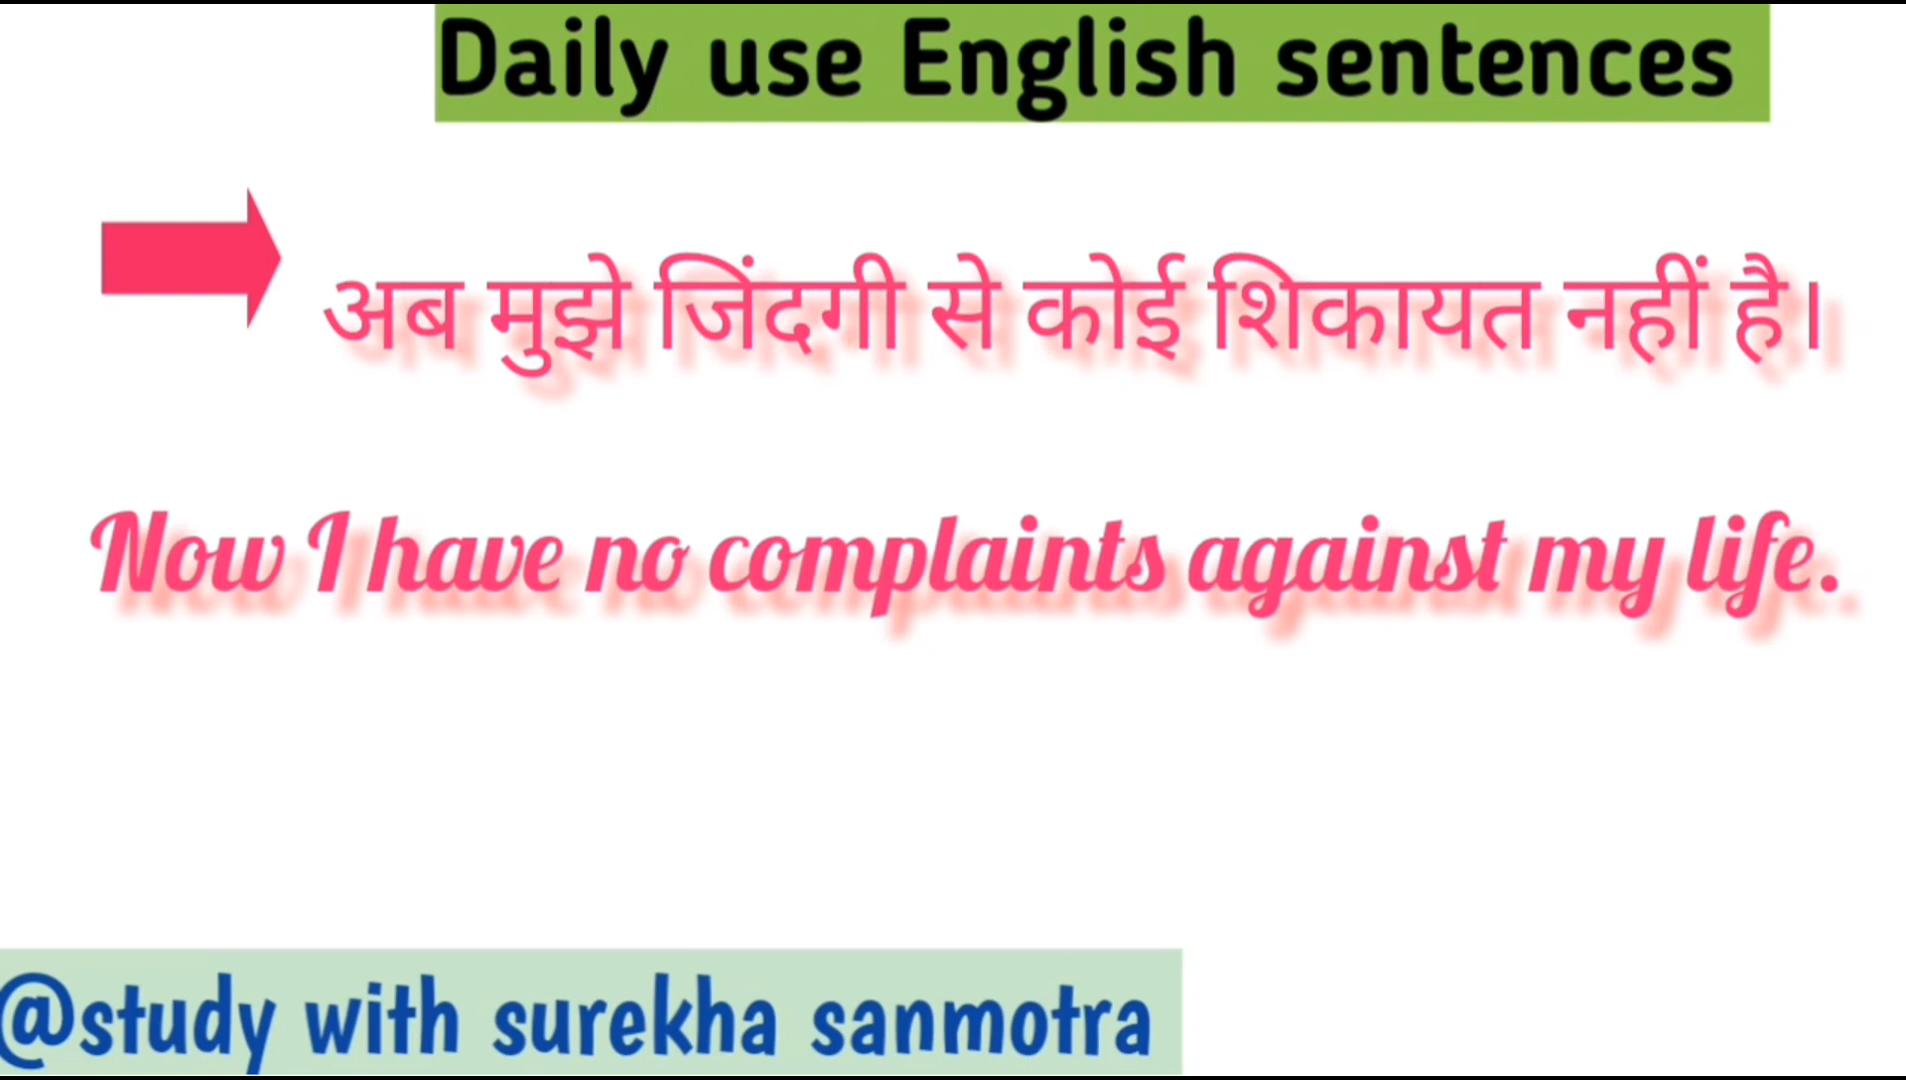 Daily use English sentences
अब मुझे जिंदगी से कोई शिकायत नहीं है।
Now I have no complaints against my life.
@study with surekha sanmotra